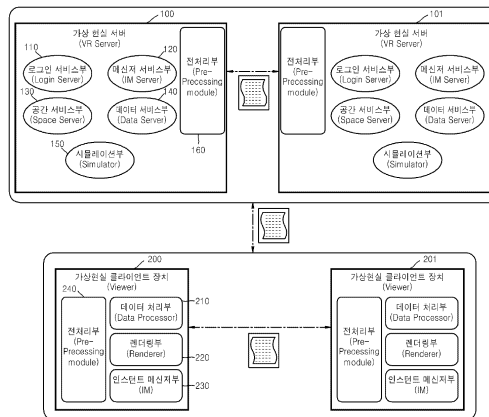 100
가상 현실 서버
(VR Server)
110
로그인 서비스부
(Login Server)
120
메신저 서비스부
(IM Server)
130
공간 서비스부
(Space Server)
140
데이터 서비스부
(Data Server)
150
시뮬레이션부
(Simulator)
전처리부
(Pre-
Processing
module)
160
101
가상 현실 서버
(VR Server)
전처리부
(Pre-
Processing
module)
로그인 서비스부
(Login Server)
메신저 서비스부
(IM Server)
공간 서비스부
(Space Server)
데이터 서비스부
(Data Server)
시뮬레이션부
(Simulator)
200
가상현실 클라이언트 장치
(Viewer)
240
전처리부
(Pre-
Processing
module)
데이터 처리부
(Data Processor)
210
렌더링부
(Renderer)
220
인스턴트 메신저부
(IM)
230
201
가상현실 클라이언트 장치
(Viewer)
전처리부
(Pre-
Processing
module)
데이터 처리부
(Data Processor)
렌더링부
(Renderer)
인스턴트 메신저부
(IM)